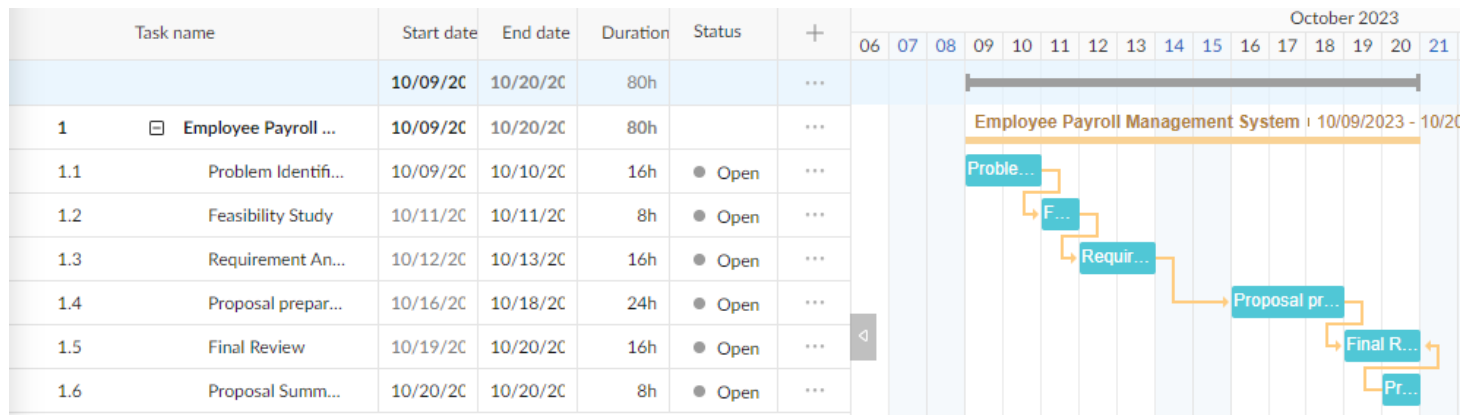 October 2023
Task name Start date End date Duration Status +
06 07 08 09 10 11 12 13 14 15 16 17 18 19 20 21
10/09/20 10/20/20 80h ...
1 Employee Payroll ... 10/09/20 10/20/20 80h ...
Employee Payroll Management System 10/09/2023 - 10/20
1.1 Problem Identifi... 10/09/20 10/10/20 16h Open ...
Proble...
1.2 Feasibility Study 10/11/20 10/11/20 8h Open ...
F...
1.3 Requirement An... 10/12/20 10/13/20 16h Open ...
Requir...
1.4 Proposal prepar... 10/16/20 10/18/20 24h Open ...
Proposal pr...
1.5 Final Review 10/19/20 10/20/20 16h Open ...
Final R...
1.6 Proposal Summ... 10/20/20 10/20/20 8h Open ...
Pr...